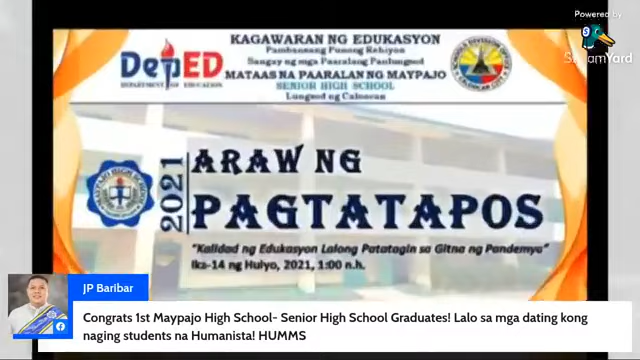 Powered by
StreamYard
KAGAWARAN NG EDUKASYON
Pambansang Punong Rehiyon
Sangay ng mga Paaralang Panlungsod
MATAAS NA PAARALAN NG MAYPAJO
SENIOR HIGH SCHOOL
Lungsod ng Caloocan
DepED
DEPARTMENT OF EDUCATION
MAYPAJO HIGH SCHOOL
2021
ARAW NG
PAGTATAPOS
"Kalidad ng Edukasyon Lalong Patatagin sa Gitna ng Pandemya"
Ika-14 ng Hulyo, 2021, 1:00 n.h.
JP Baribar
Congrats 1st Maypajo High School- Senior High School Graduates! Lalo sa mga dating kong
naging students na Humanista! HUMMS